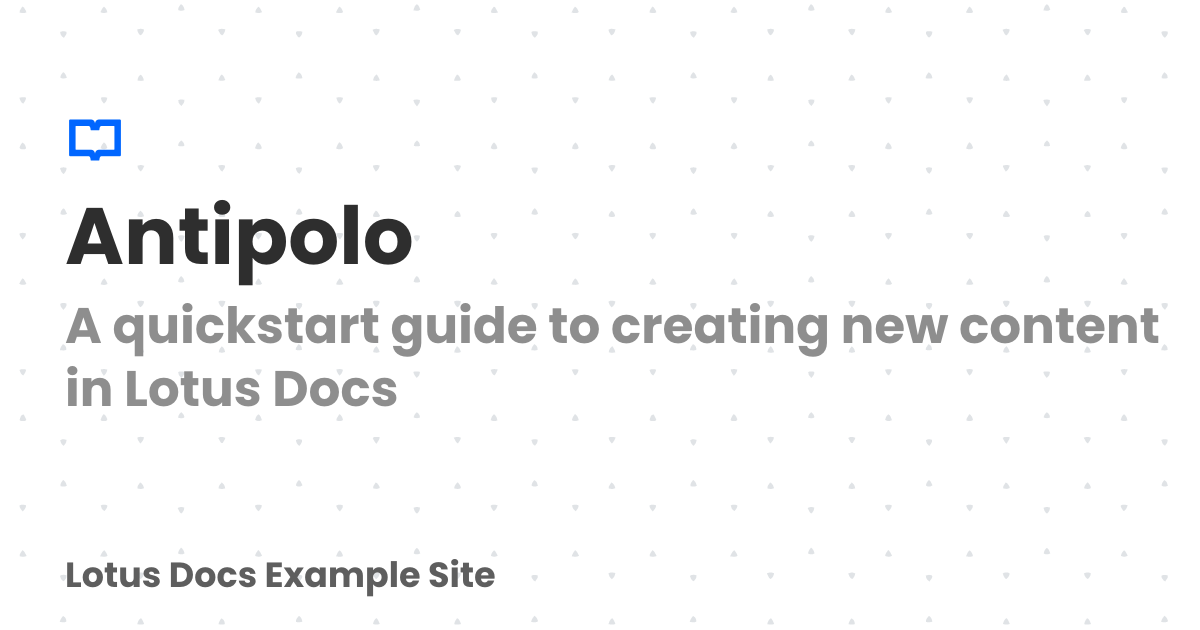 Antipolo
A quickstart guide to creating new content
in Lotus Docs
Lotus Docs Example Site